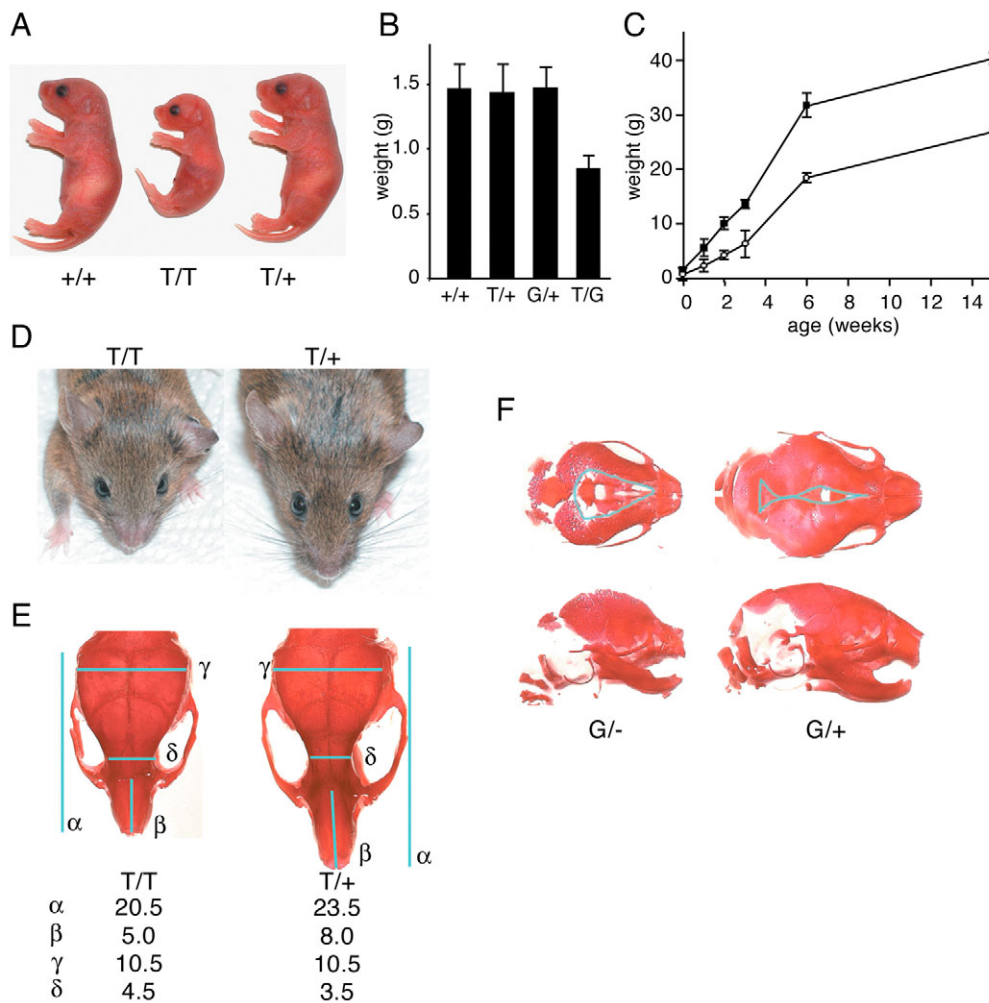 A
+/+ T/T T/+
B
weight (g)
1.5
1.0
0.5
0
+/+ T/+ G/+ T/G
C
weight (g)
40
30
20
10
0
0 2 4 6 8 10 12 14
age (weeks)
D
T/T T/+
E
γ γ
δ δ
α β β α
T/T T/+
α 20.5 23.5
β 5.0 8.0
γ 10.5 10.5
δ 4.5 3.5
F
G/- G/+